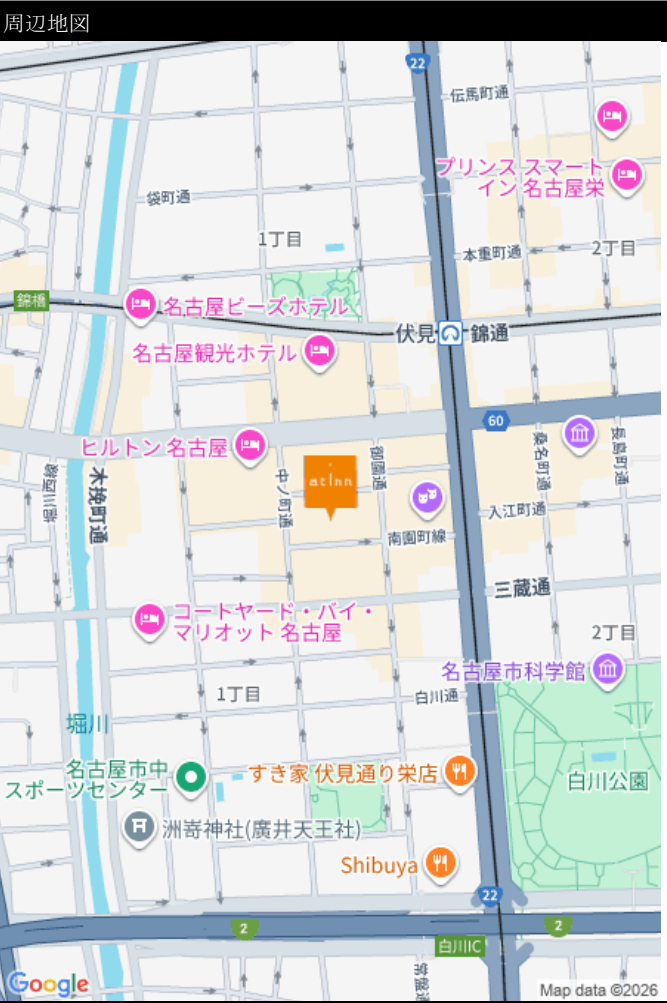 周辺地図
22
伝馬町通
プリンス スマート
イン 名古屋栄
袋町通
1丁目
本重町通
2丁目
錦橋
名古屋ビーズホテル
伏見
錦通
名古屋観光ホテル
60
ヒルトン 名古屋
桑名町通
長島町通
御園通
木挽町通
中ノ町通
at Inn
入江町通
南園町線
三蔵通
コートヤード・バイ・
マリオット 名古屋
2丁目
名古屋市科学館
1丁目
白川通
堀川
名古屋市中
スポーツセンター
すき家 伏見通り栄店
白川公園
洲嵜神社(廣井天王社)
Shibuya
22
2
2
白川IC
常盤通
Google
Map data ©2026